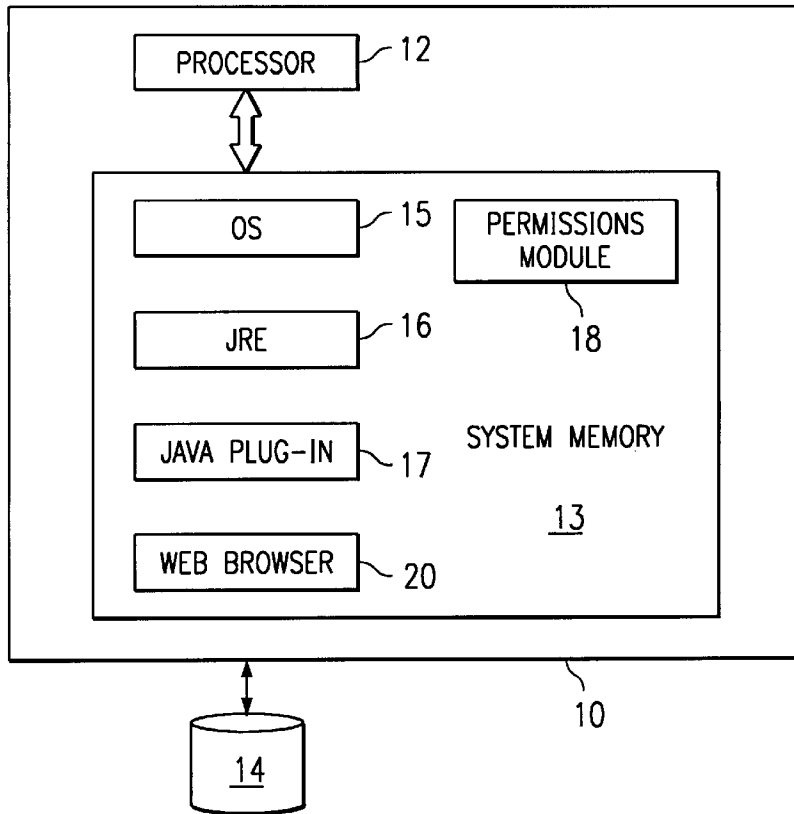 PROCESSOR
12
OS
15
PERMISSIONS
MODULE
18
JRE
16
JAVA PLUG-IN
17
SYSTEM MEMORY
13
WEB BROWSER
20
10
14